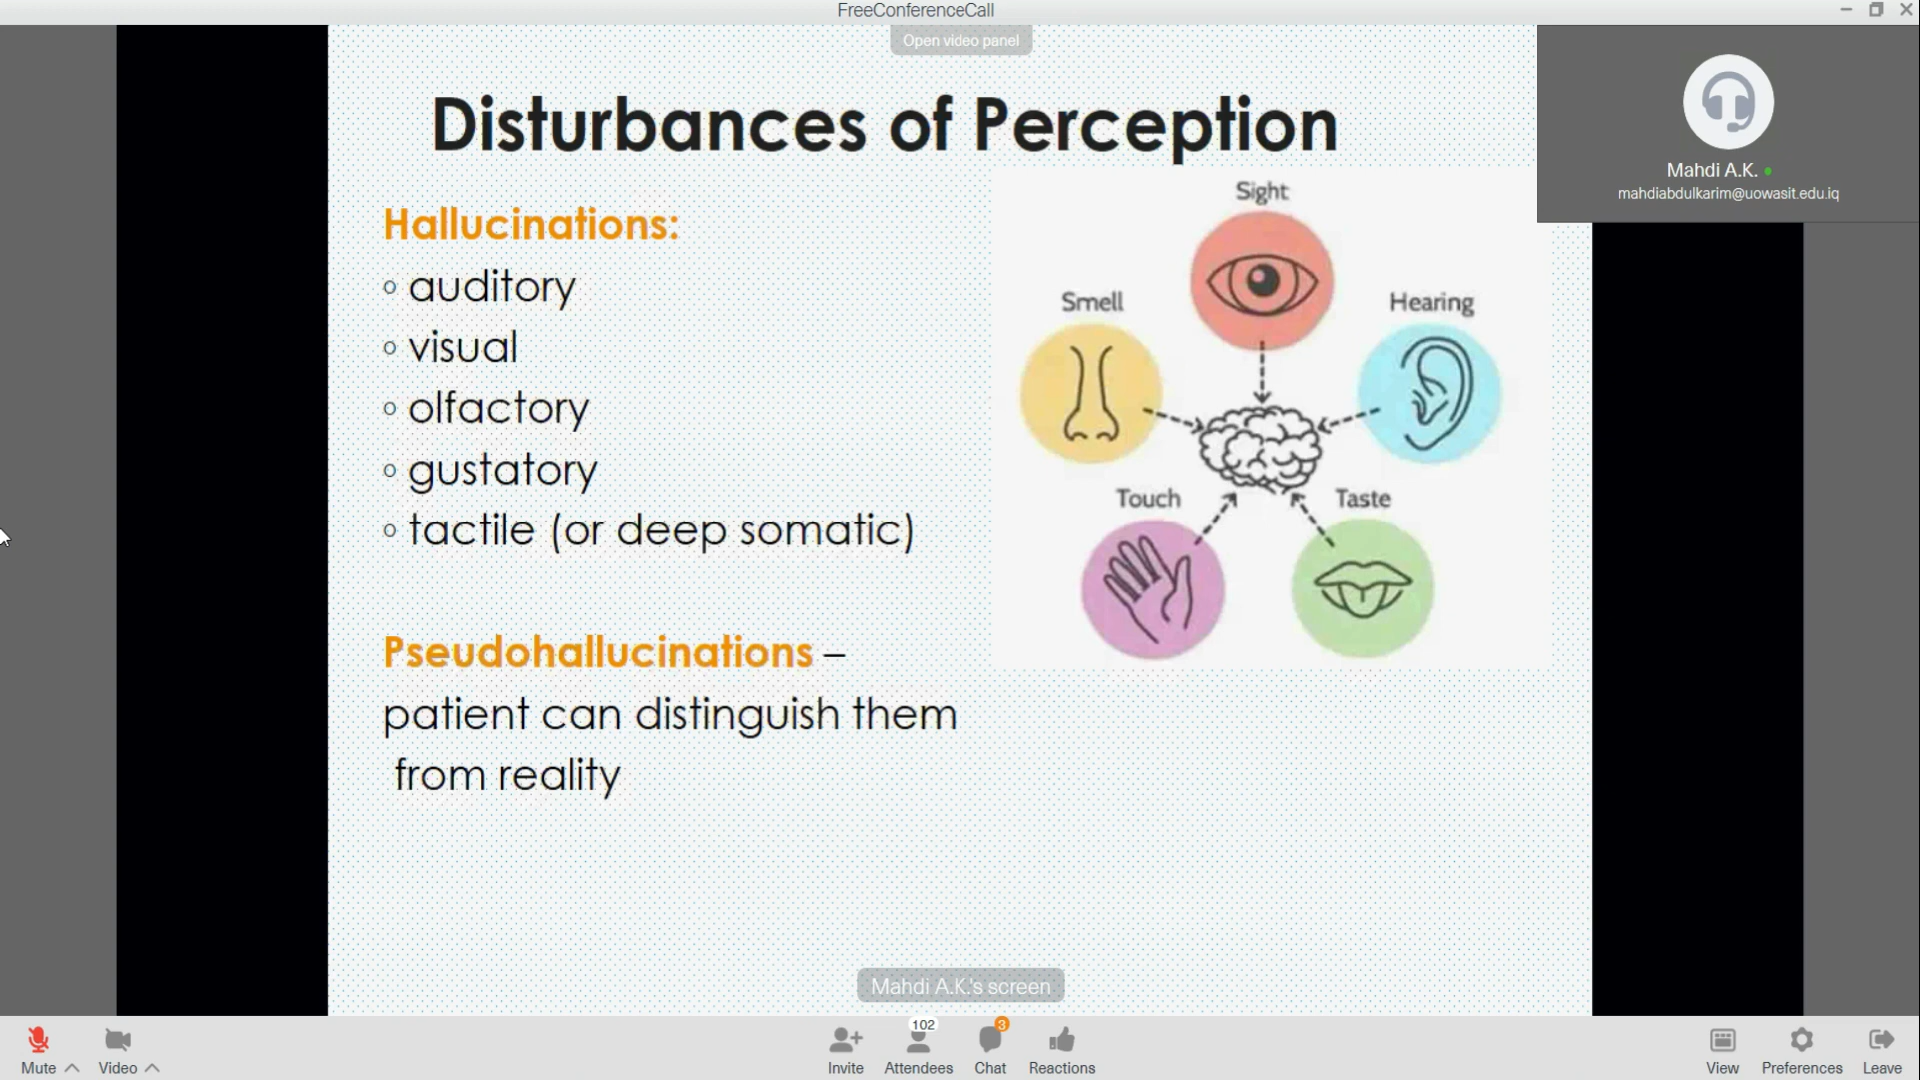 FreeConferenceCall
Open video panel
Mahdi A.K.
mahdiabdulkarim@uowasit.edu.iq
Disturbances of Perception
Hallucinations:
auditory
visual
olfactory
gustatory
tactile (or deep somatic)
Pseudohallucinations –
patient can distinguish them
from reality
Sight
Smell
Hearing
Touch
Taste
Mahdi A.K.'s screen
Mute
Video
Invite
102
Attendees
3
Chat
Reactions
View
Preferences
Leave